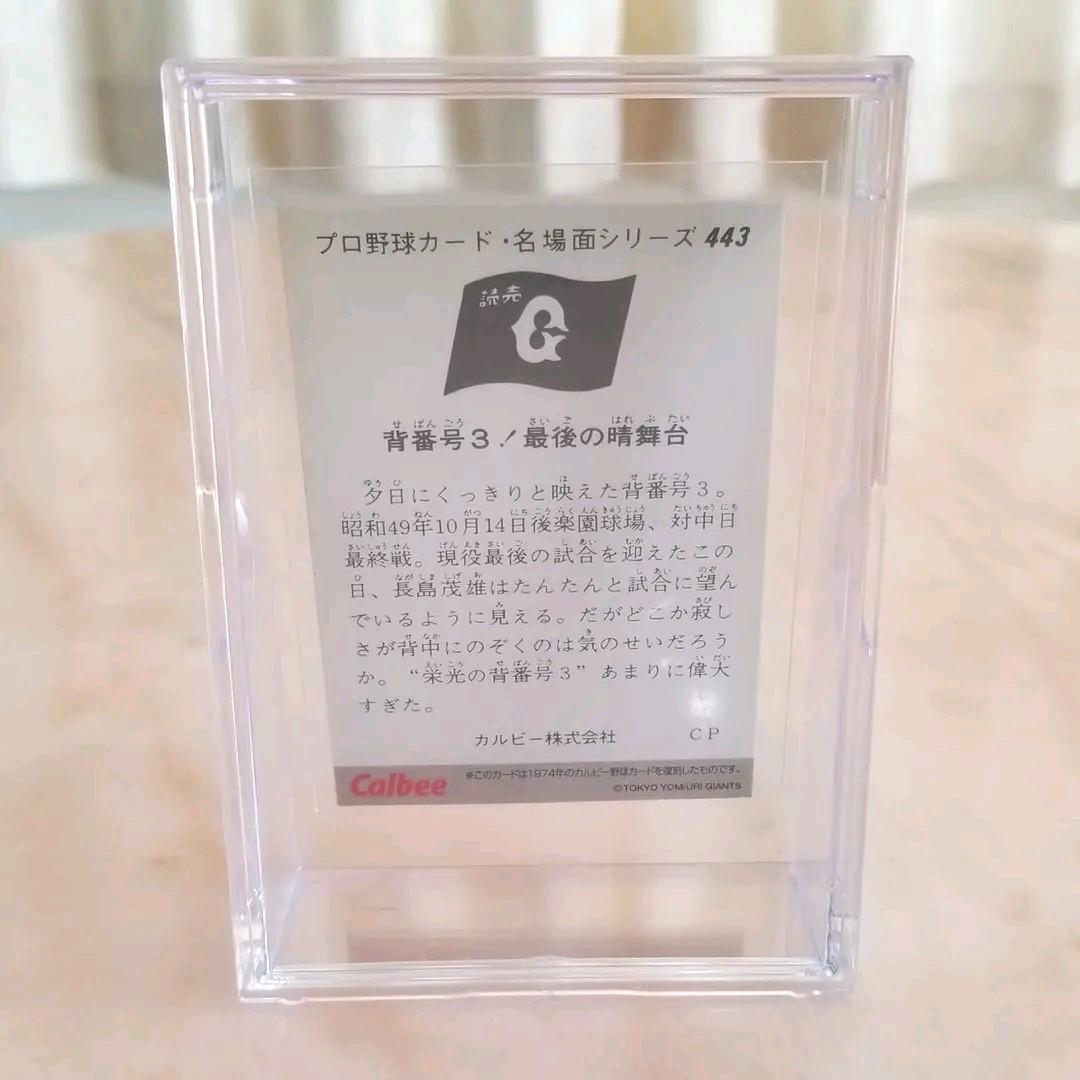 プロ野球カード・名場面シリーズ 443
読売
G
背番号3！最後の晴舞台
夕日にくっきりと映えた背番号3。
昭和49年10月14日後楽園球場、対中日
最終戦。現役最後の試合を迎えたこの
日、長島茂雄はたんたんと試合に望ん
でいるように見える。だがどこか寂し
さが背中にのぞくのは気のせいだろう
か。“栄光の背番号3”あまりに偉大
すぎた。
カルビー株式会社 CP
Calbee ※このカードは1974年のカルビー野球カードを復刻したものです。
©TOKYO YOMIURI GIANTS